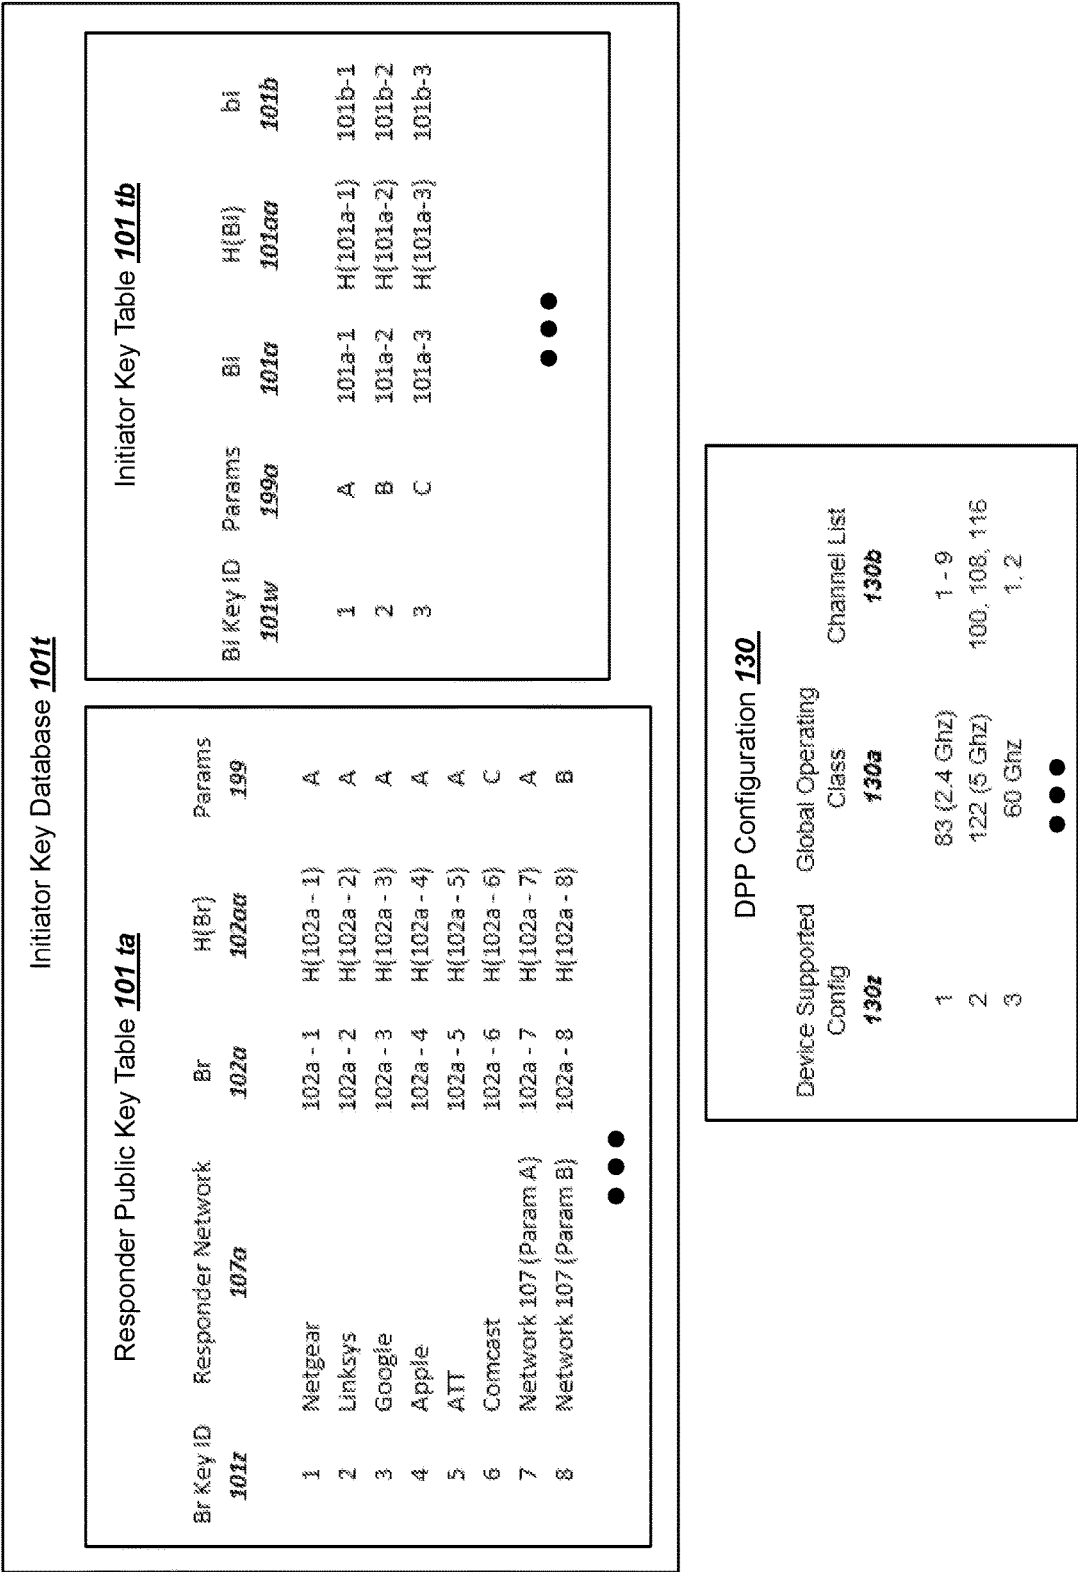 Initiator Key Database 101t
Responder Public Key Table 101 ta
Br Key ID Responder Network Br H(Br) Params
101z 107a 102a 102aa 199
1 Netgear 102a - 1 H(102a - 1) A
2 Linksys 102a - 2 H(102a - 2) A
3 Google 102a - 3 H(102a - 3) A
4 Apple 102a - 4 H(102a - 4) A
5 ATT 102a - 5 H(102a - 5) A
6 Comcast 102a - 6 H(102a - 6) C
7 Network 107 (Param A) 102a - 7 H(102a - 7) A
8 Network 107 (Param B) 102a - 8 H(102a - 8) B
Initiator Key Table 101 tb
Bi Key ID Params Bi H(Bi) bi
101w 199a 101a 101aa 101b
1 A 101a-1 H(101a-1) 101b-1
2 B 101a-2 H(101a-2) 101b-2
3 C 101a-3 H(101a-3) 101b-3
DPP Configuration 130
Device Supported Global Operating Channel List
Config Class
130z 130a 130b
1 83 (2.4 Ghz) 1 - 9
2 122 (5 Ghz) 100, 108, 116
3 60 Ghz 1, 2